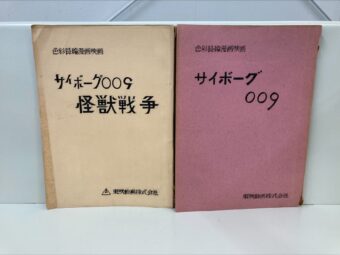 色彩長編漫画映画
サイボーグ009
怪獣戦争
東映動画株式会社
色彩長編漫画映画
サイボーグ
009
東映動画株式会社